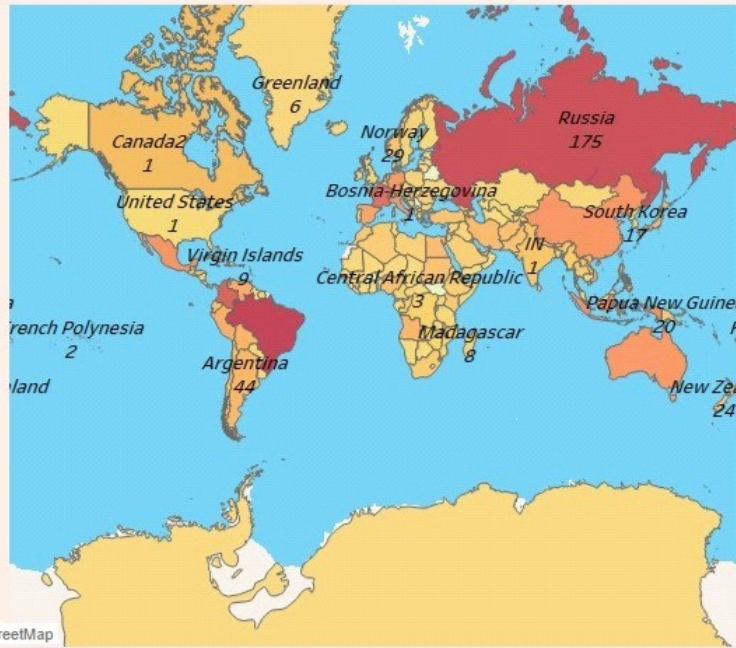 Greenland
6
Russia
175
Canada2
1
Norway
29
Bosnia-Herzegovina
1
United States
1
South Korea
17
IN
1
Virgin Islands
9
Central African Republic
3
Papua New Guine
20
rench Polynesia
2
Madagascar
8
Argentina
44
land
New Zea
24
reetMap